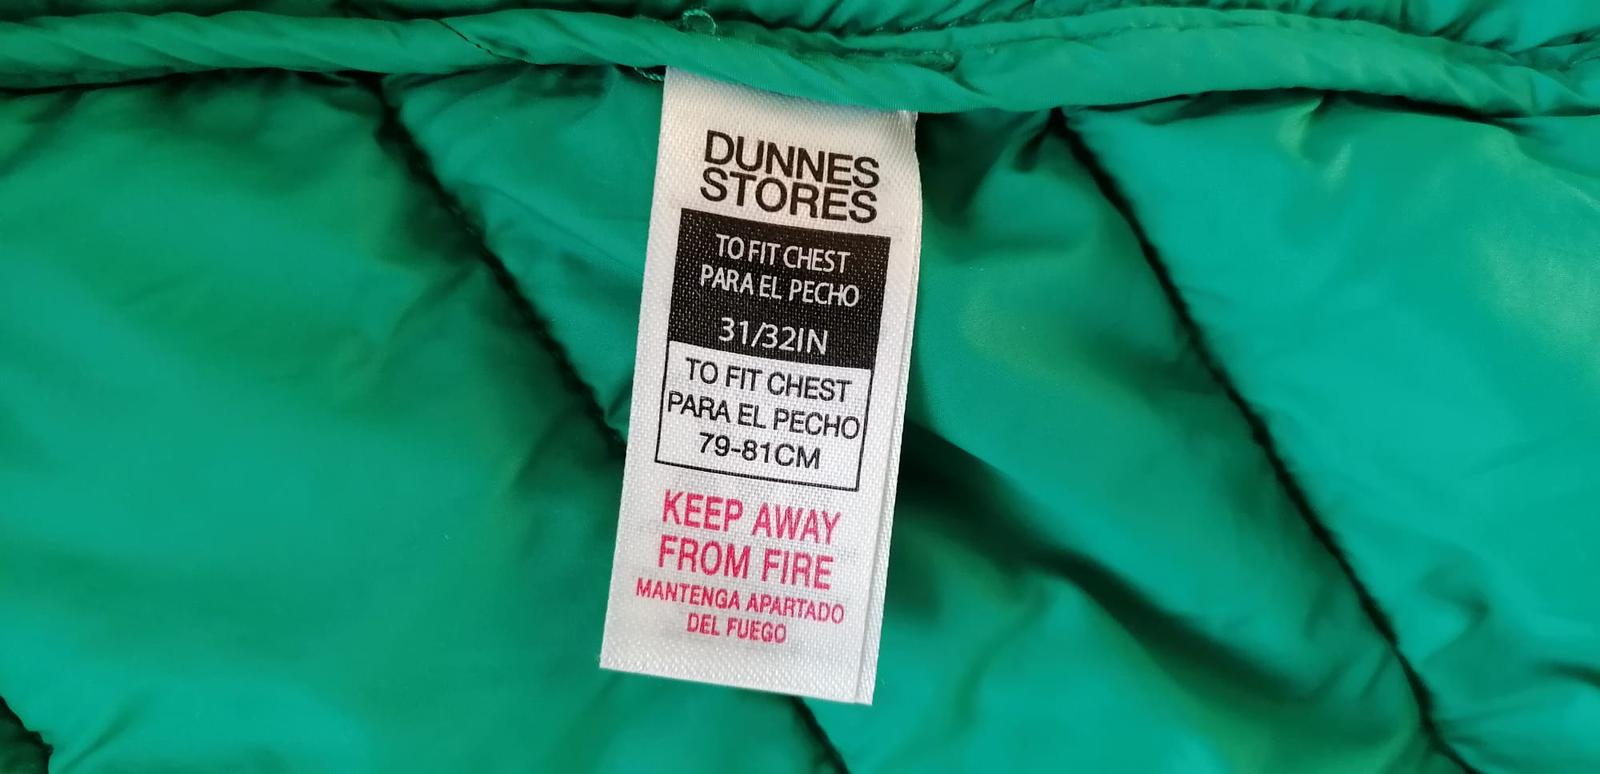 DUNNES
STORES
TO FIT CHEST
PARA EL PECHO
31/32IN
TO FIT CHEST
PARA EL PECHO
79-81CM
KEEP AWAY
FROM FIRE
MANTENGA APARTADO
DEL FUEGO